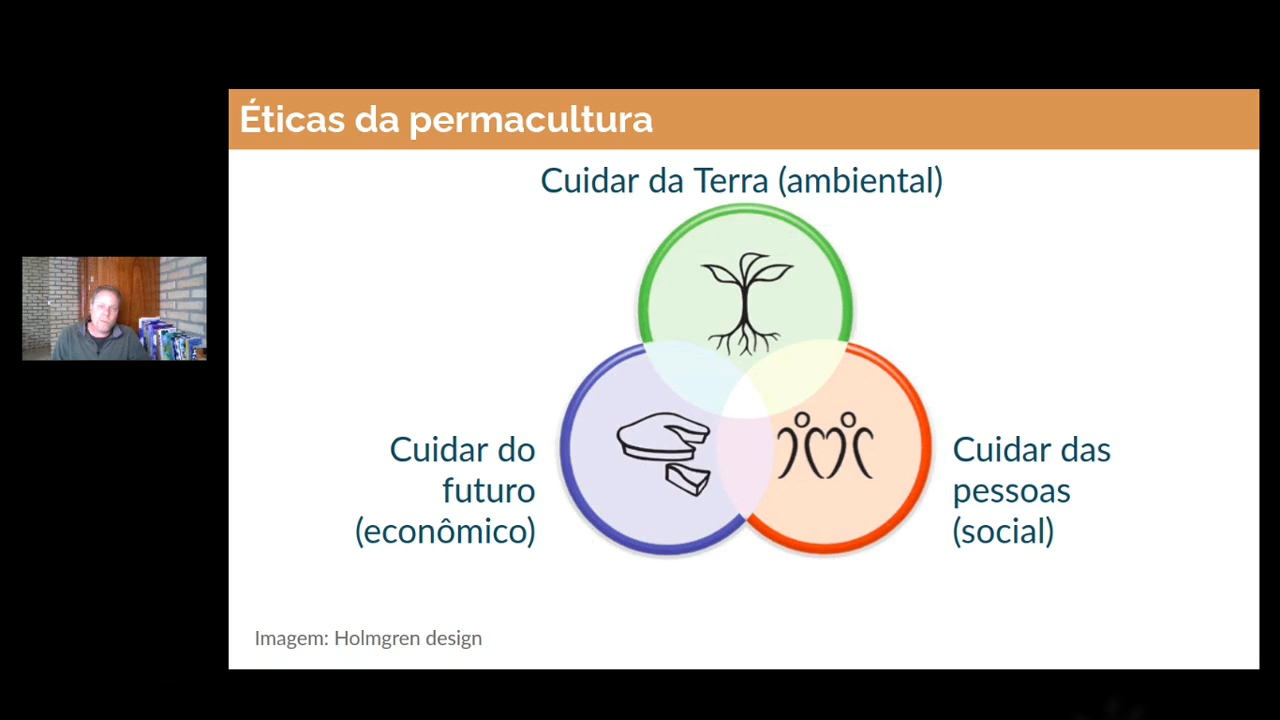 Éticas da permacultura
Cuidar da Terra (ambiental)
Cuidar do
futuro
(econômico)
Cuidar das
pessoas
(social)
Imagem: Holmgren design